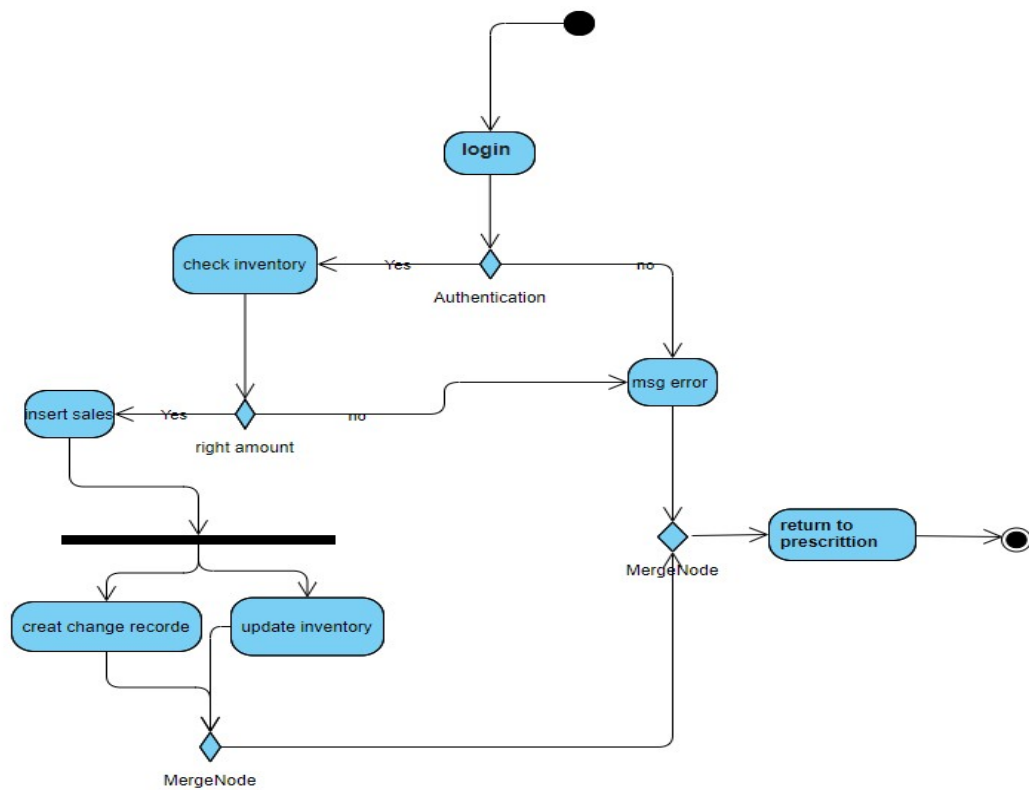 login
check inventory
Yes
no
Authentication
msg error
insert sales
Yes
no
right amount
return to
prescrittion
MergeNode
creat change recorde
update inventory
MergeNode